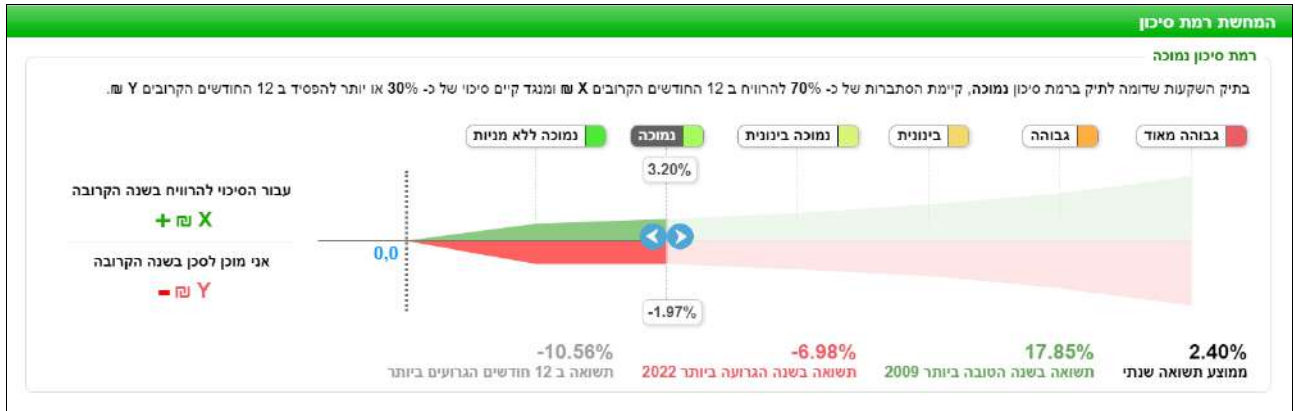 המחשת רמת סיכון
רמת סיכון נמוכה
בתיק השקעות שדומה לתיק ברמת סיכון נמוכה, קיימת הסתברות של כ- 70% להרוויח ב 12 החודשים הקרובים X ₪ ומנגד קיים סיכוי של כ- 30% או יותר להפסיד ב 12 החודשים הקרובים Y ₪.
גבוהה מאוד
גבוהה
בינונית
נמוכה בינונית
נמוכה
נמוכה ללא מניות
3.20%
עבור הסיכוי להרוויח בשנה הקרובה
X ₪ +
0,0
אני מוכן לסכן בשנה הקרובה
Y ₪ -
-1.97%
2.40%
ממוצע תשואה שנתי
17.85%
תשואה בשנה הטובה ביותר 2009
-6.98%
תשואה בשנה הגרועה ביותר 2022
-10.56%
תשואה ב 12 חודשים הגרועים ביותר